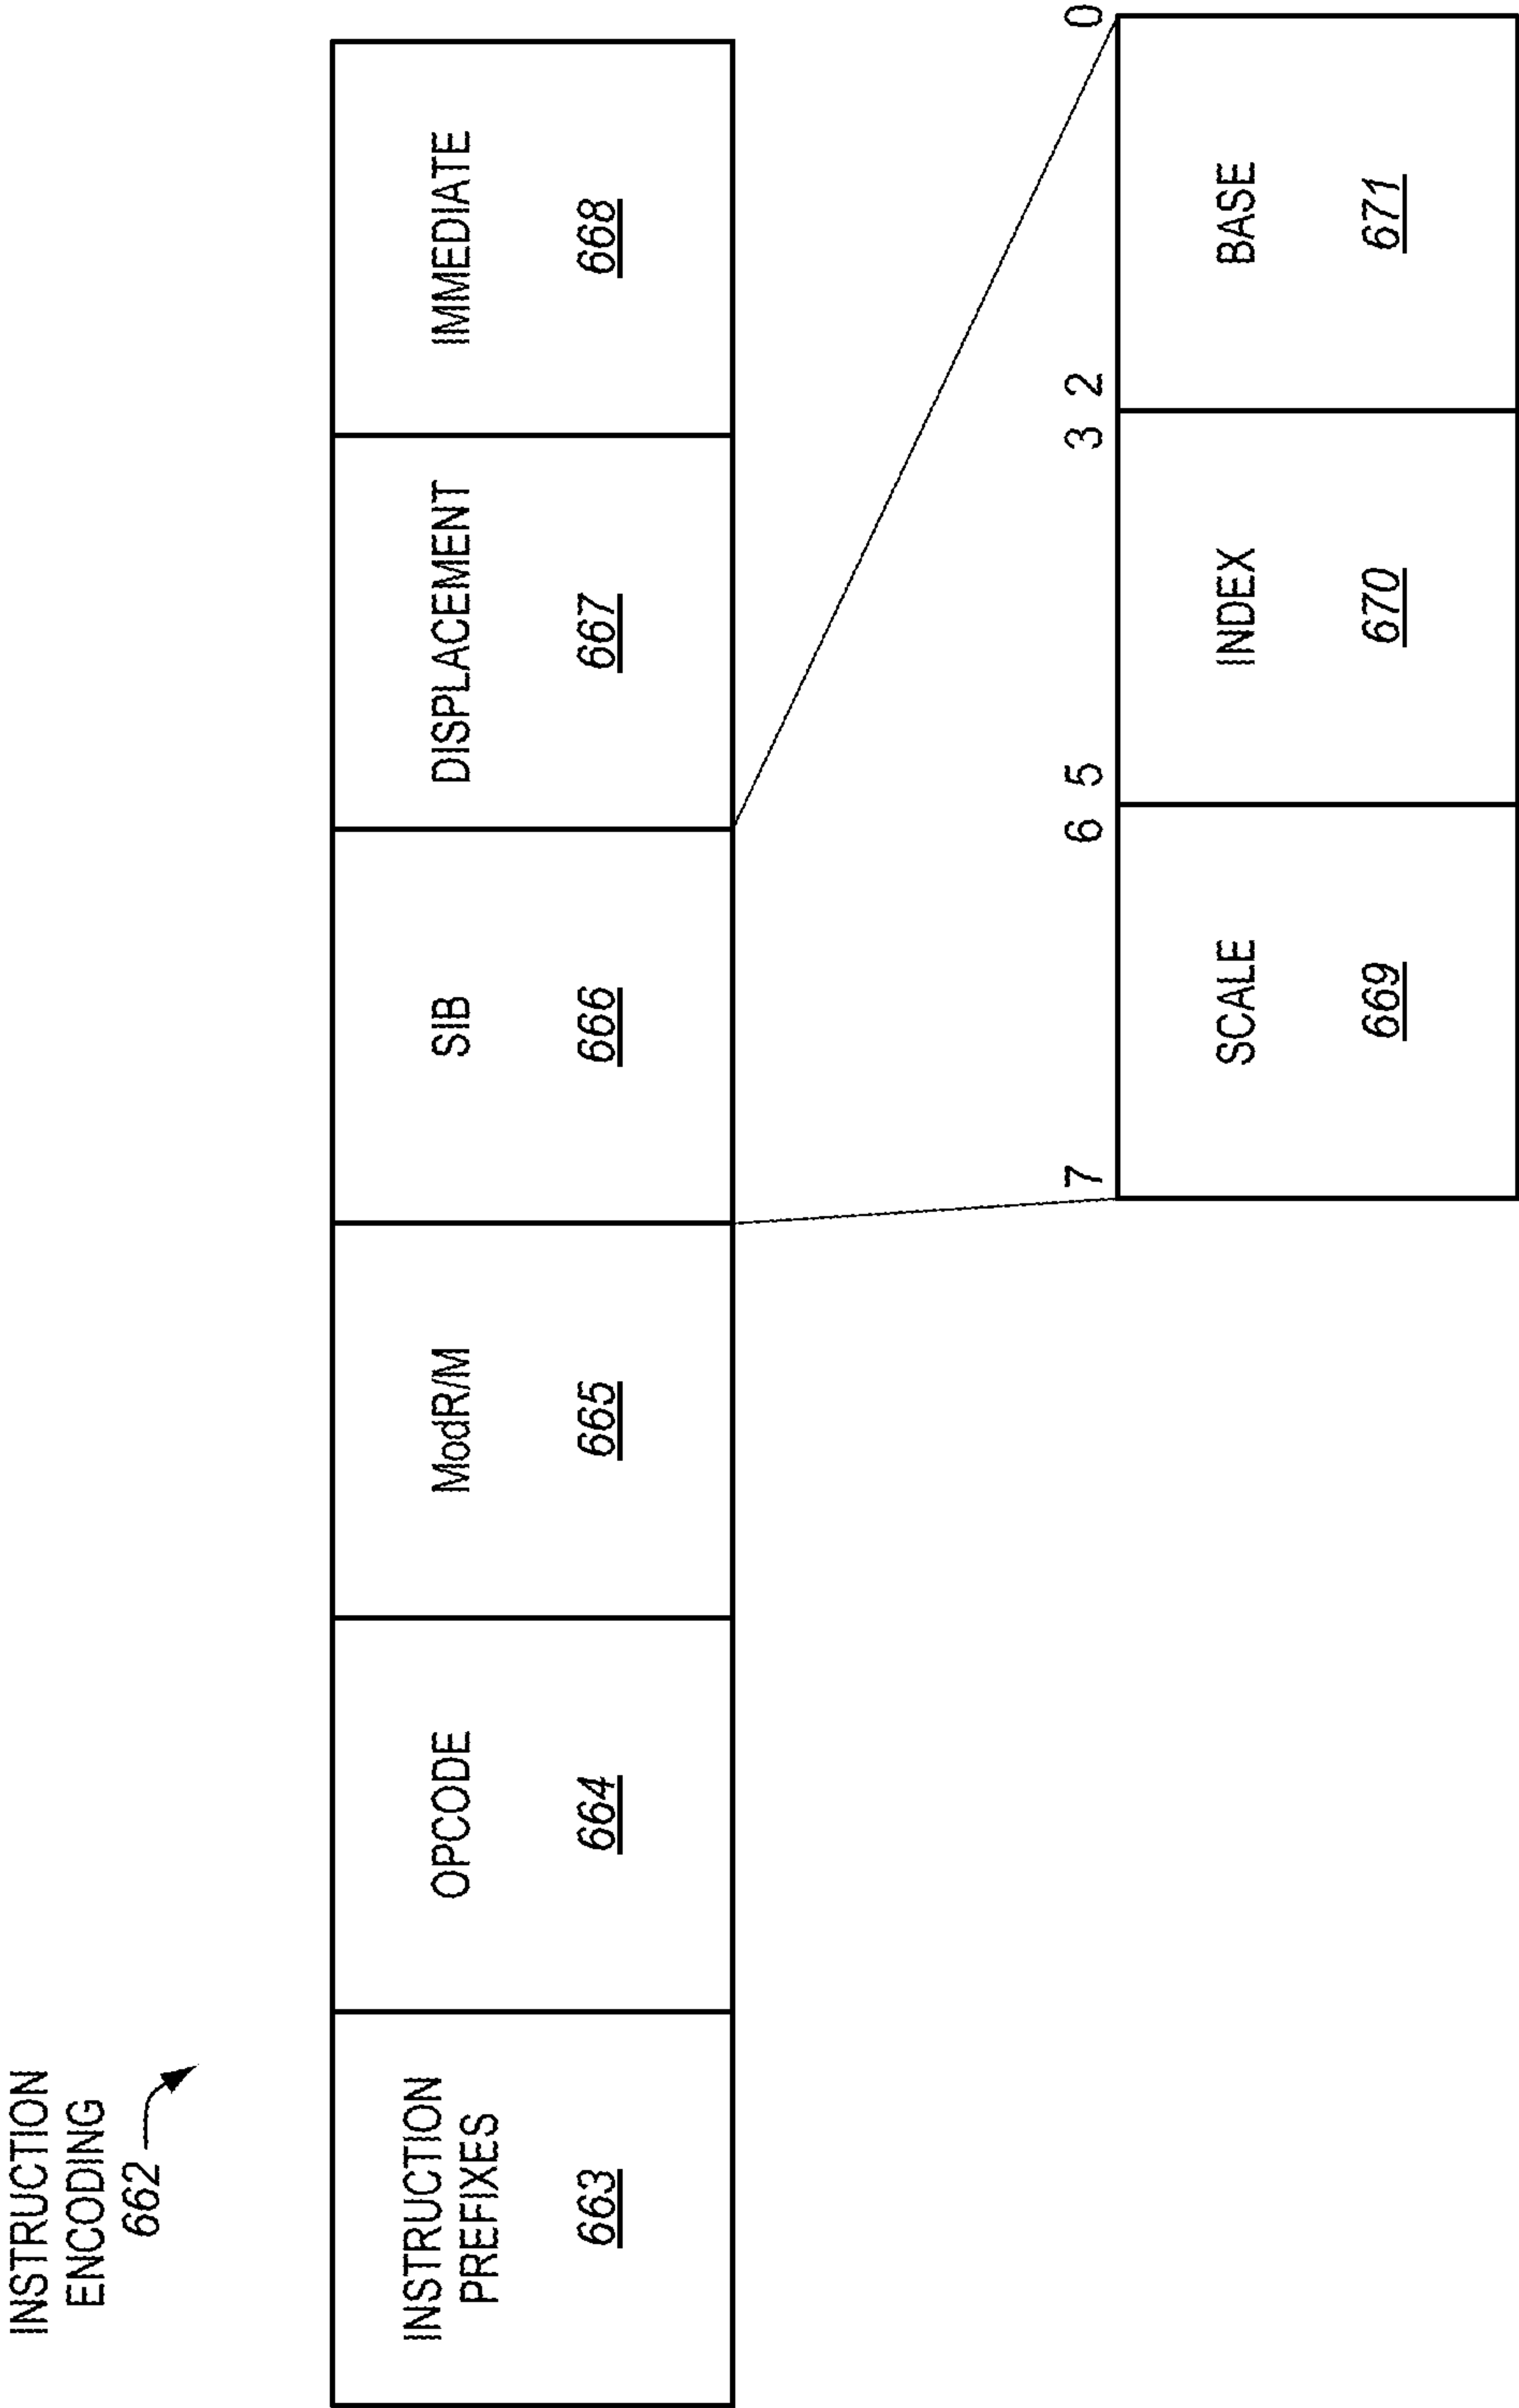 INSTRUCTION
ENCODING
662
INSTRUCTION
PREFIXES
663
OPCODE
664
ModR/M
665
SIB
666
DISPLACEMENT
667
IMMEDIATE
668
7 6 5 3 2 0
SCALE
669
INDEX
670
BASE
671